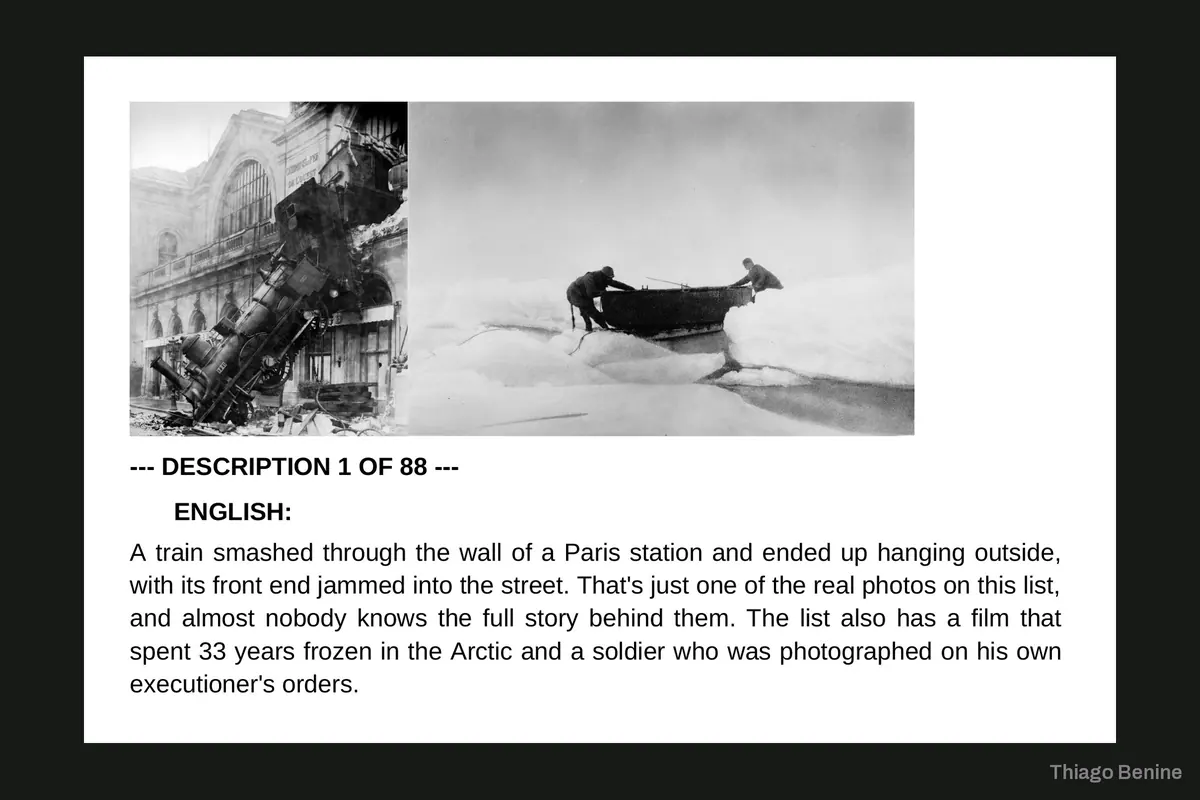 --- DESCRIPTION 1 OF 88 ---
ENGLISH:
A train smashed through the wall of a Paris station and ended up hanging outside,
with its front end jammed into the street. That's just one of the real photos on this list,
and almost nobody knows the full story behind them. The list also has a film that
spent 33 years frozen in the Arctic and a soldier who was photographed on his own
executioner's orders.
Thiago Benine